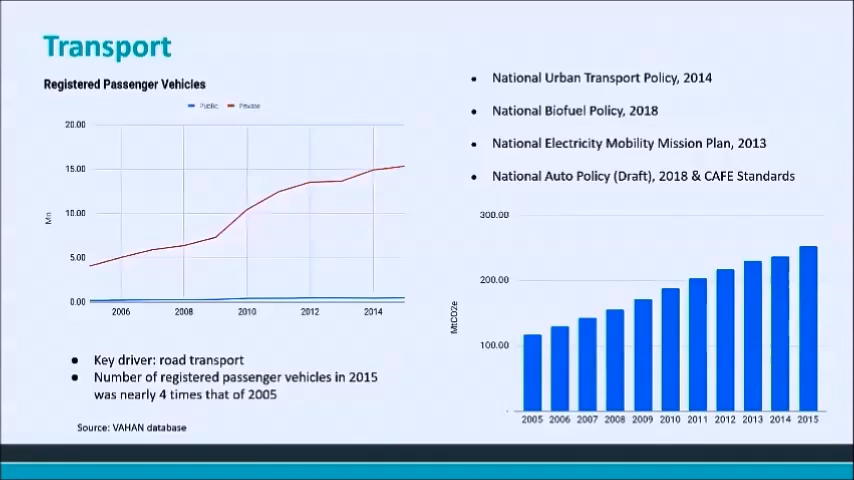 Transport
Registered Passenger Vehicles
Public Private
20.00
15.00
10.00
5.00
0.00
Mn
2006 2008 2010 2012 2014
Key driver: road transport
Number of registered passenger vehicles in 2015
was nearly 4 times that of 2005
Source: VAHAN database
National Urban Transport Policy, 2014
National Biofuel Policy, 2018
National Electricity Mobility Mission Plan, 2013
National Auto Policy (Draft), 2018 & CAFE Standards
300.00
200.00
100.00
-
MtCO2e
2005 2006 2007 2008 2009 2010 2011 2012 2013 2014 2015